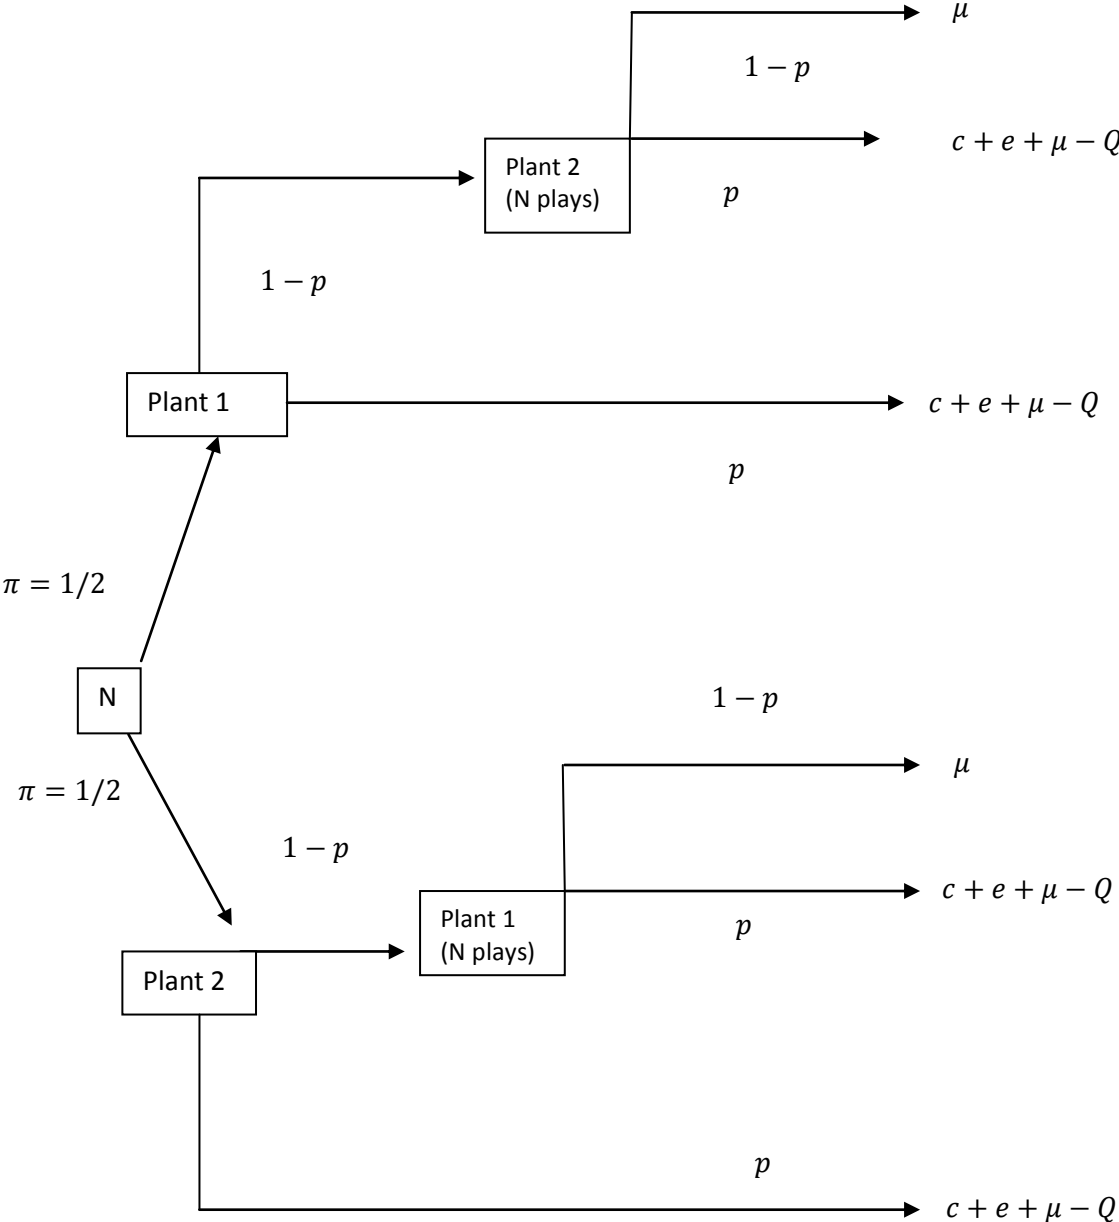 μ
1 − p
c + e + μ − Q
Plant 2
(N plays)
p
1 − p
Plant 1
c + e + μ − Q
p
π = 1/2
N
1 − p
μ
π = 1/2
1 − p
c + e + μ − Q
Plant 1
(N plays)
p
Plant 2
p
c + e + μ − Q